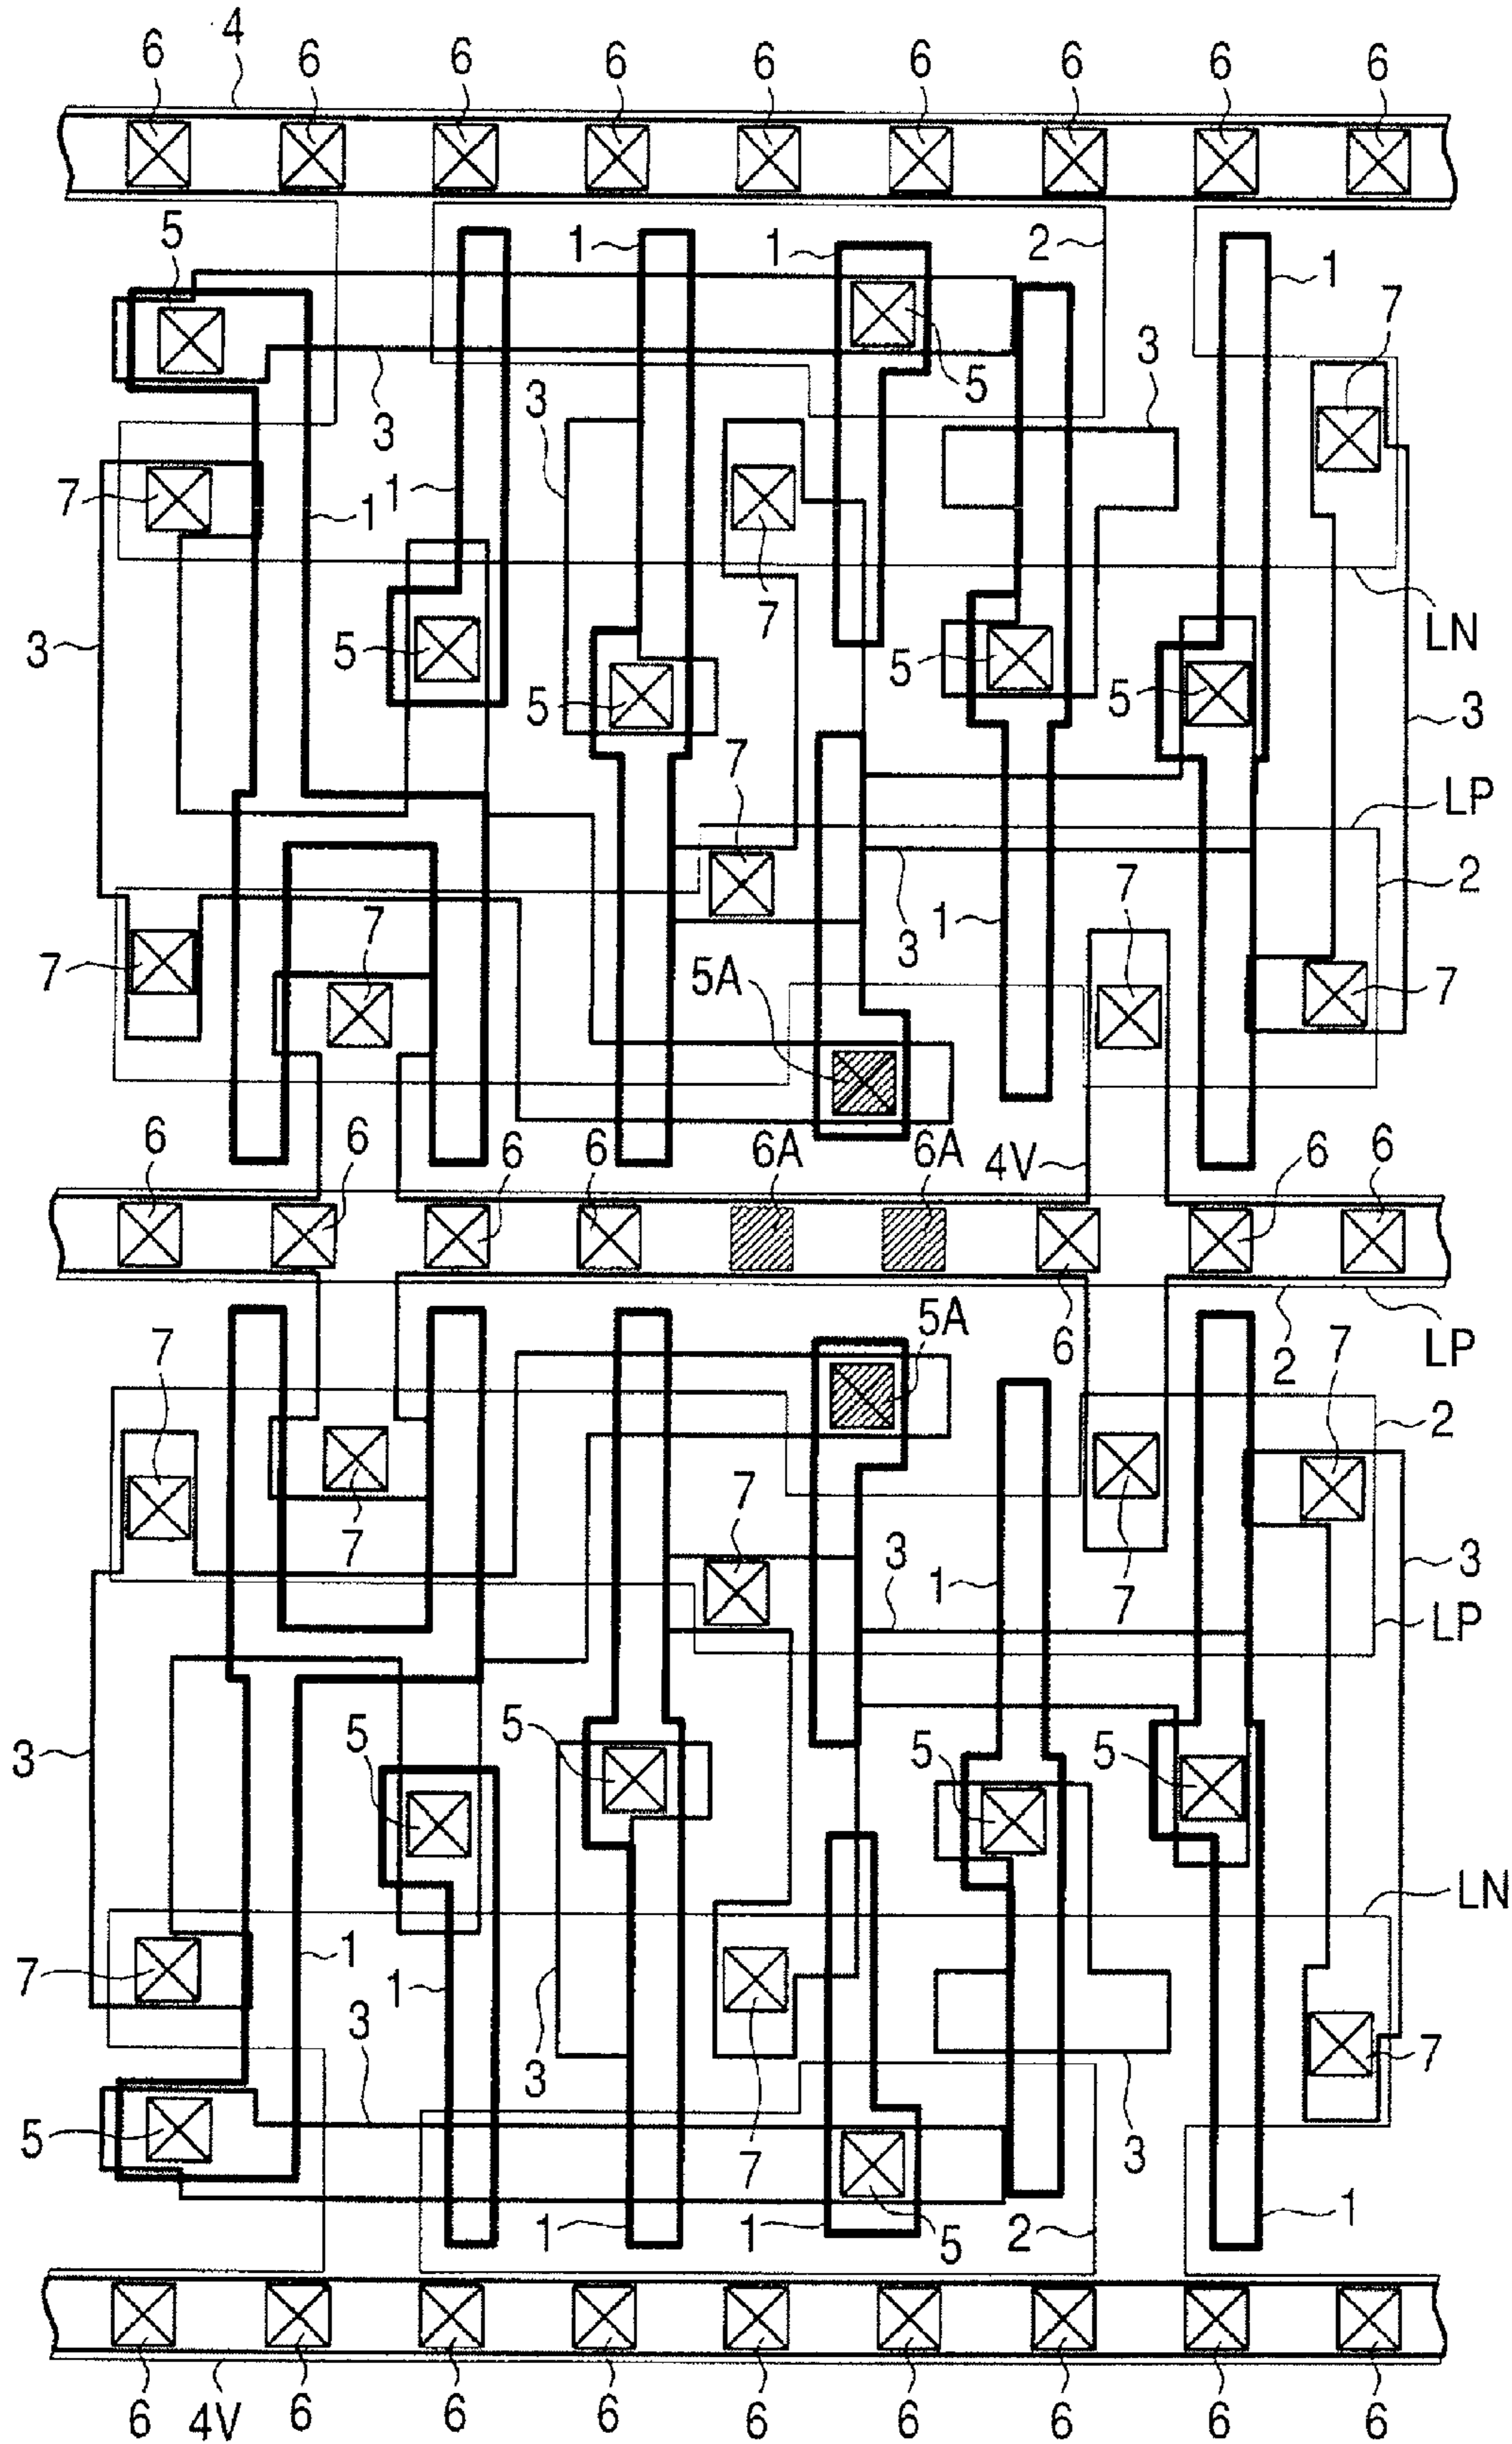 4
6 6 6 6 6 6 6 6 6
5 1 1 2 1
7
3
5
3 3
7 1 1
7
LN
3 5 5 5 5 3
7 LP
7 2
7 7 1 3
7 5A 7
6 6 6 6 6A 6A 4V 6 6
5A 6 2 LP
7 7 2
7 7 7 3
3 1 LP
3 5 5 5 5
LN
7 1 1
3 3 7
5 7 3
1 1 5 2 1
6 6 6 6 6 6 6 6 6
4V